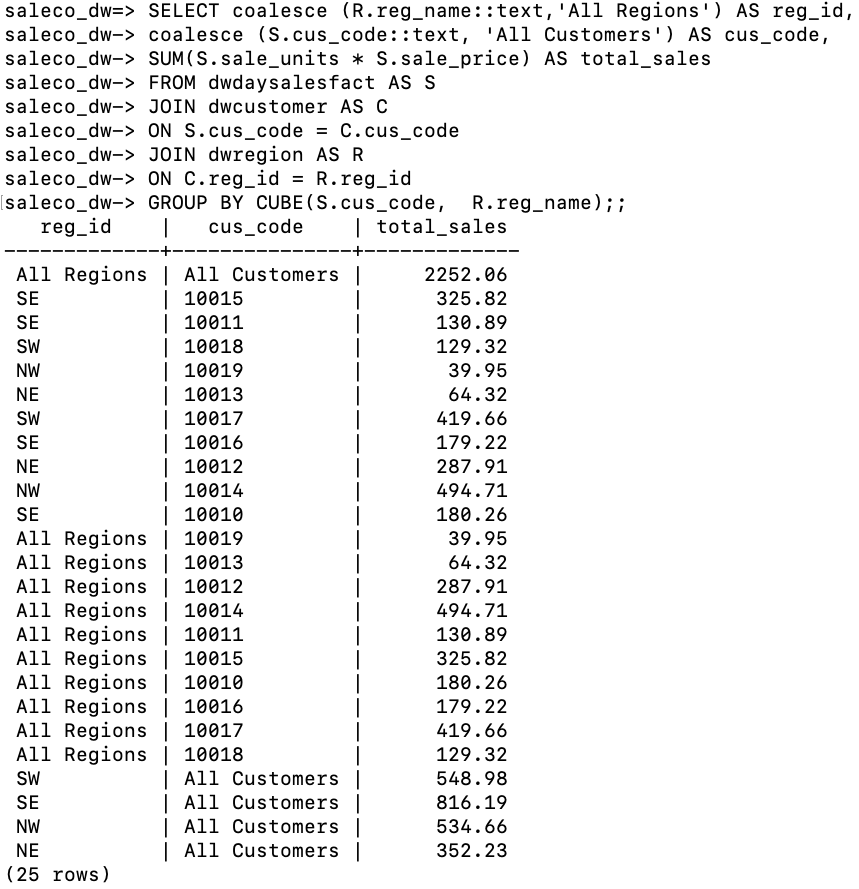 saleco_dw=> SELECT coalesce (R.reg_name::text,'All Regions') AS reg_id,
saleco_dw-> coalesce (S.cus_code::text, 'All Customers') AS cus_code,
saleco_dw-> SUM(S.sale_units * S.sale_price) AS total_sales
saleco_dw-> FROM dwdaysalesfact AS S
saleco_dw-> JOIN dwcustomer AS C
saleco_dw-> ON S.cus_code = C.cus_code
saleco_dw-> JOIN dwregion AS R
saleco_dw-> ON C.reg_id = R.reg_id
saleco_dw-> GROUP BY CUBE(S.cus_code,  R.reg_name);;
   reg_id    |   cus_code    | total_sales
-------------+---------------+-------------
 All Regions | All Customers |     2252.06
 SE          | 10015         |      325.82
 SE          | 10011         |      130.89
 SW          | 10018         |      129.32
 NW          | 10019         |       39.95
 NE          | 10013         |       64.32
 SW          | 10017         |      419.66
 SE          | 10016         |      179.22
 NE          | 10012         |      287.91
 NW          | 10014         |      494.71
 SE          | 10010         |      180.26
 All Regions | 10019         |       39.95
 All Regions | 10013         |       64.32
 All Regions | 10012         |      287.91
 All Regions | 10014         |      494.71
 All Regions | 10011         |      130.89
 All Regions | 10015         |      325.82
 All Regions | 10010         |      180.26
 All Regions | 10016         |      179.22
 All Regions | 10017         |      419.66
 All Regions | 10018         |      129.32
 SW          | All Customers |      548.98
 SE          | All Customers |      816.19
 NW          | All Customers |      534.66
 NE          | All Customers |      352.23
(25 rows)